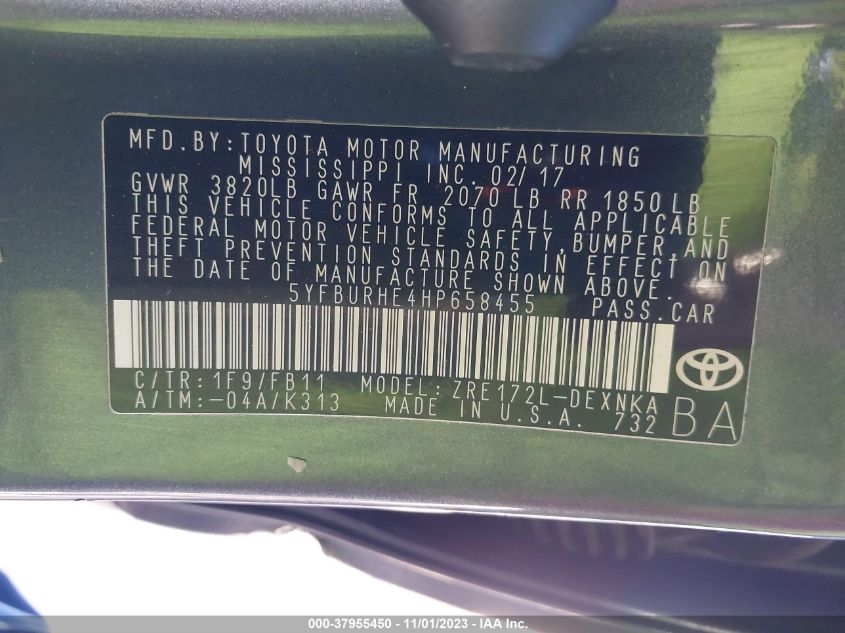 MFD.BY:TOYOTA MOTOR MANUFACTURING
MISSISSIPPI INC. 02/17
GVWR 3820LB GAWR FR 2070 LB RR 1850 LB
THIS VEHICLE CONFORMS TO ALL APPLICABLE
FEDERAL MOTOR VEHICLE SAFETY,BUMPER AND
THEFT PREVENTION STANDARDS IN EFFECT ON
THE DATE OF MANUFACTURE SHOWN ABOVE.
5YFBURHE4HP658455 PASS.CAR
C/TR:1F9/FB11 MODEL:ZRE172L-DEXNKA
A/TM:-04A/K313 MADE IN U.S.A. 732 BA
000-37955450 - 11/01/2023 - IAA Inc.